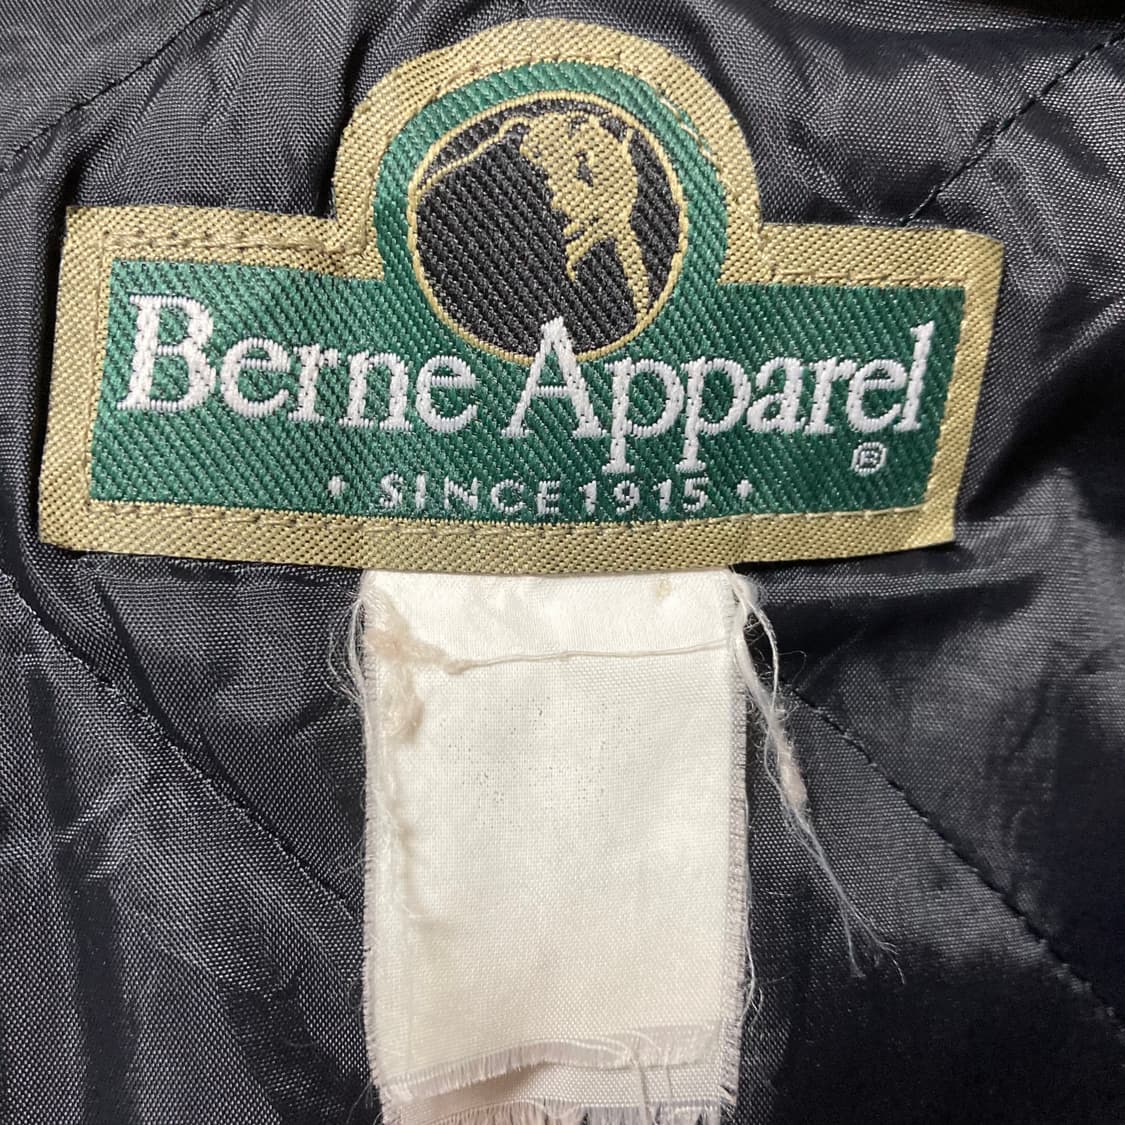 Berne Apparel
®
• SINCE 1915 •